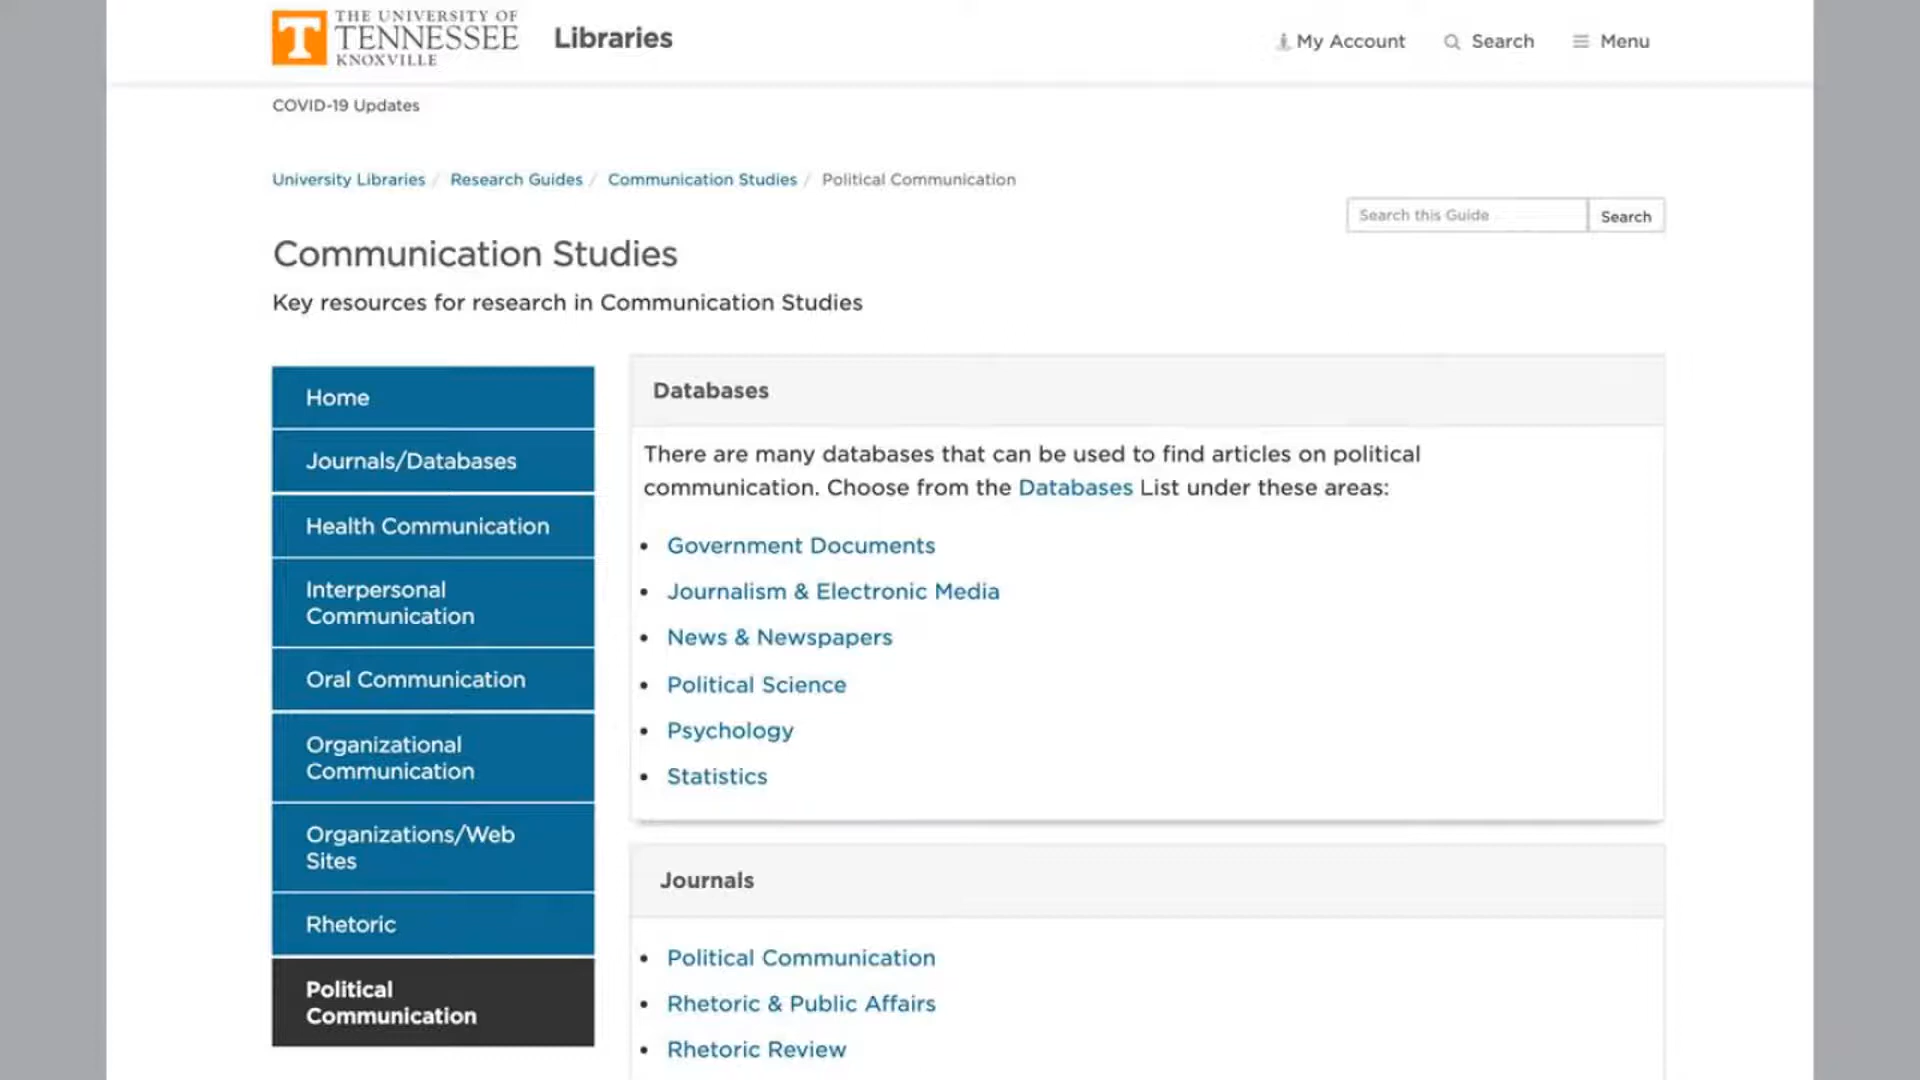 THE UNIVERSITY OF
TENNESSEE
KNOXVILLE
Libraries
My Account
Search
Menu
COVID-19 Updates
University Libraries / Research Guides / Communication Studies / Political Communication
Search this Guide
Search
Communication Studies
Key resources for research in Communication Studies
Home
Journals/Databases
Health Communication
Interpersonal
Communication
Oral Communication
Organizational
Communication
Organizations/Web
Sites
Rhetoric
Political
Communication
Databases
There are many databases that can be used to find articles on political
communication. Choose from the Databases List under these areas:
• Government Documents
• Journalism & Electronic Media
• News & Newspapers
• Political Science
• Psychology
• Statistics
Journals
• Political Communication
• Rhetoric & Public Affairs
• Rhetoric Review